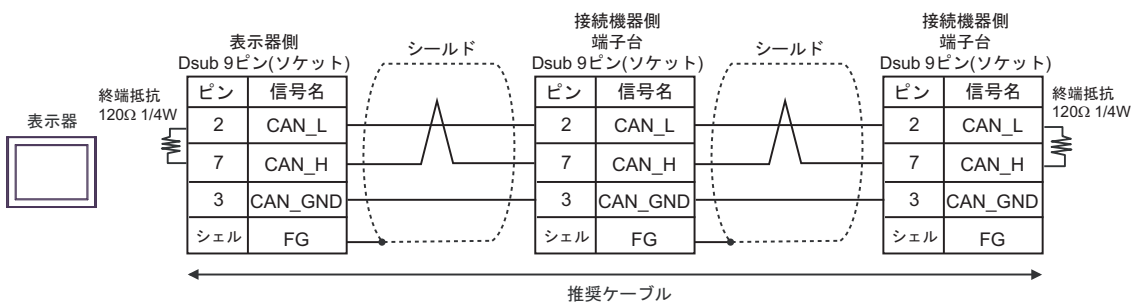 表示器
終端抵抗
120Ω 1/4W
表示器側
Dsub 9ピン(ソケット)
ピン 信号名
2 CAN_L
7 CAN_H
3 CAN_GND
シェル FG
シールド
接続機器側
端子台
Dsub 9ピン(ソケット)
ピン 信号名
2 CAN_L
7 CAN_H
3 CAN_GND
シェル FG
シールド
接続機器側
端子台
Dsub 9ピン(ソケット)
ピン 信号名
2 CAN_L
7 CAN_H
3 CAN_GND
シェル FG
終端抵抗
120Ω 1/4W
推奨ケーブル